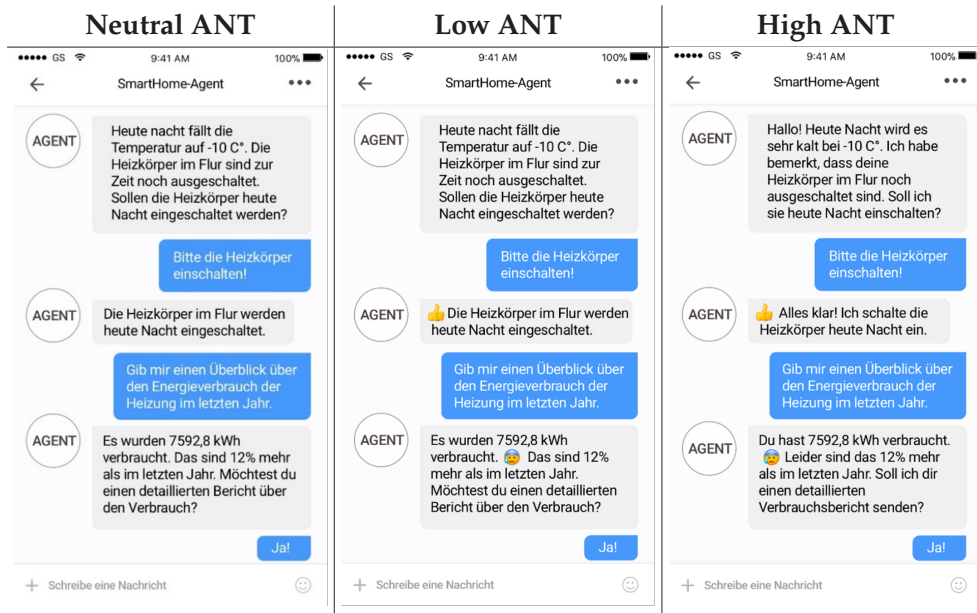 Neutral ANT
GS 9:41 AM 100%
SmartHome-Agent
AGENT
Heute nacht fällt die
Temperatur auf -10 C°. Die
Heizkörper im Flur sind zur
Zeit noch ausgeschaltet.
Sollen die Heizkörper heute
Nacht eingeschaltet werden?
Bitte die Heizkörper
einschalten!
AGENT
Die Heizkörper im Flur werden
heute Nacht eingeschaltet.
Gib mir einen Überblick über
den Energieverbrauch der
Heizung im letzten Jahr.
AGENT
Es wurden 7592,8 kWh
verbraucht. Das sind 12% mehr
als im letzten Jahr. Möchtest du
einen detaillierten Bericht über
den Verbrauch?
Ja!
Schreibe eine Nachricht
Low ANT
GS 9:41 AM 100%
SmartHome-Agent
AGENT
Heute nacht fällt die
Temperatur auf -10 C°. Die
Heizkörper im Flur sind zur
Zeit noch ausgeschaltet.
Sollen die Heizkörper heute
Nacht eingeschaltet werden?
Bitte die Heizkörper
einschalten!
AGENT
👍 Die Heizkörper im Flur werden
heute Nacht eingeschaltet.
Gib mir einen Überblick über
den Energieverbrauch der
Heizung im letzten Jahr.
AGENT
Es wurden 7592,8 kWh
verbraucht. 😰 Das sind 12%
mehr als im letzten Jahr.
Möchtest du einen detaillierten
Bericht über den Verbrauch?
Ja!
Schreibe eine Nachricht
High ANT
GS 9:41 AM 100%
SmartHome-Agent
AGENT
Hallo! Heute Nacht wird es
sehr kalt bei -10 C°. Ich habe
bemerkt, dass deine
Heizkörper im Flur noch
ausgeschaltet sind. Soll ich
sie heute Nacht einschalten?
Bitte die Heizkörper
einschalten!
AGENT
👍 Alles klar! Ich schalte die
Heizkörper heute Nacht ein.
Gib mir einen Überblick über
den Energieverbrauch der
Heizung im letzten Jahr.
AGENT
Du hast 7592,8 kWh verbraucht.
😰 Leider sind das 12% mehr
als im letzten Jahr. Soll ich dir
einen detaillierten
Verbrauchsbericht senden?
Ja!
Schreibe eine Nachricht